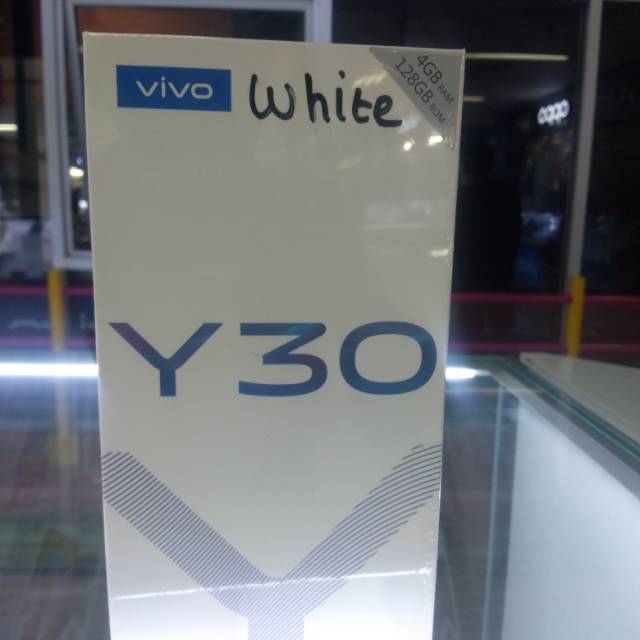 vivo
White
4GB RAM
128GB ROM
oppo
Y30